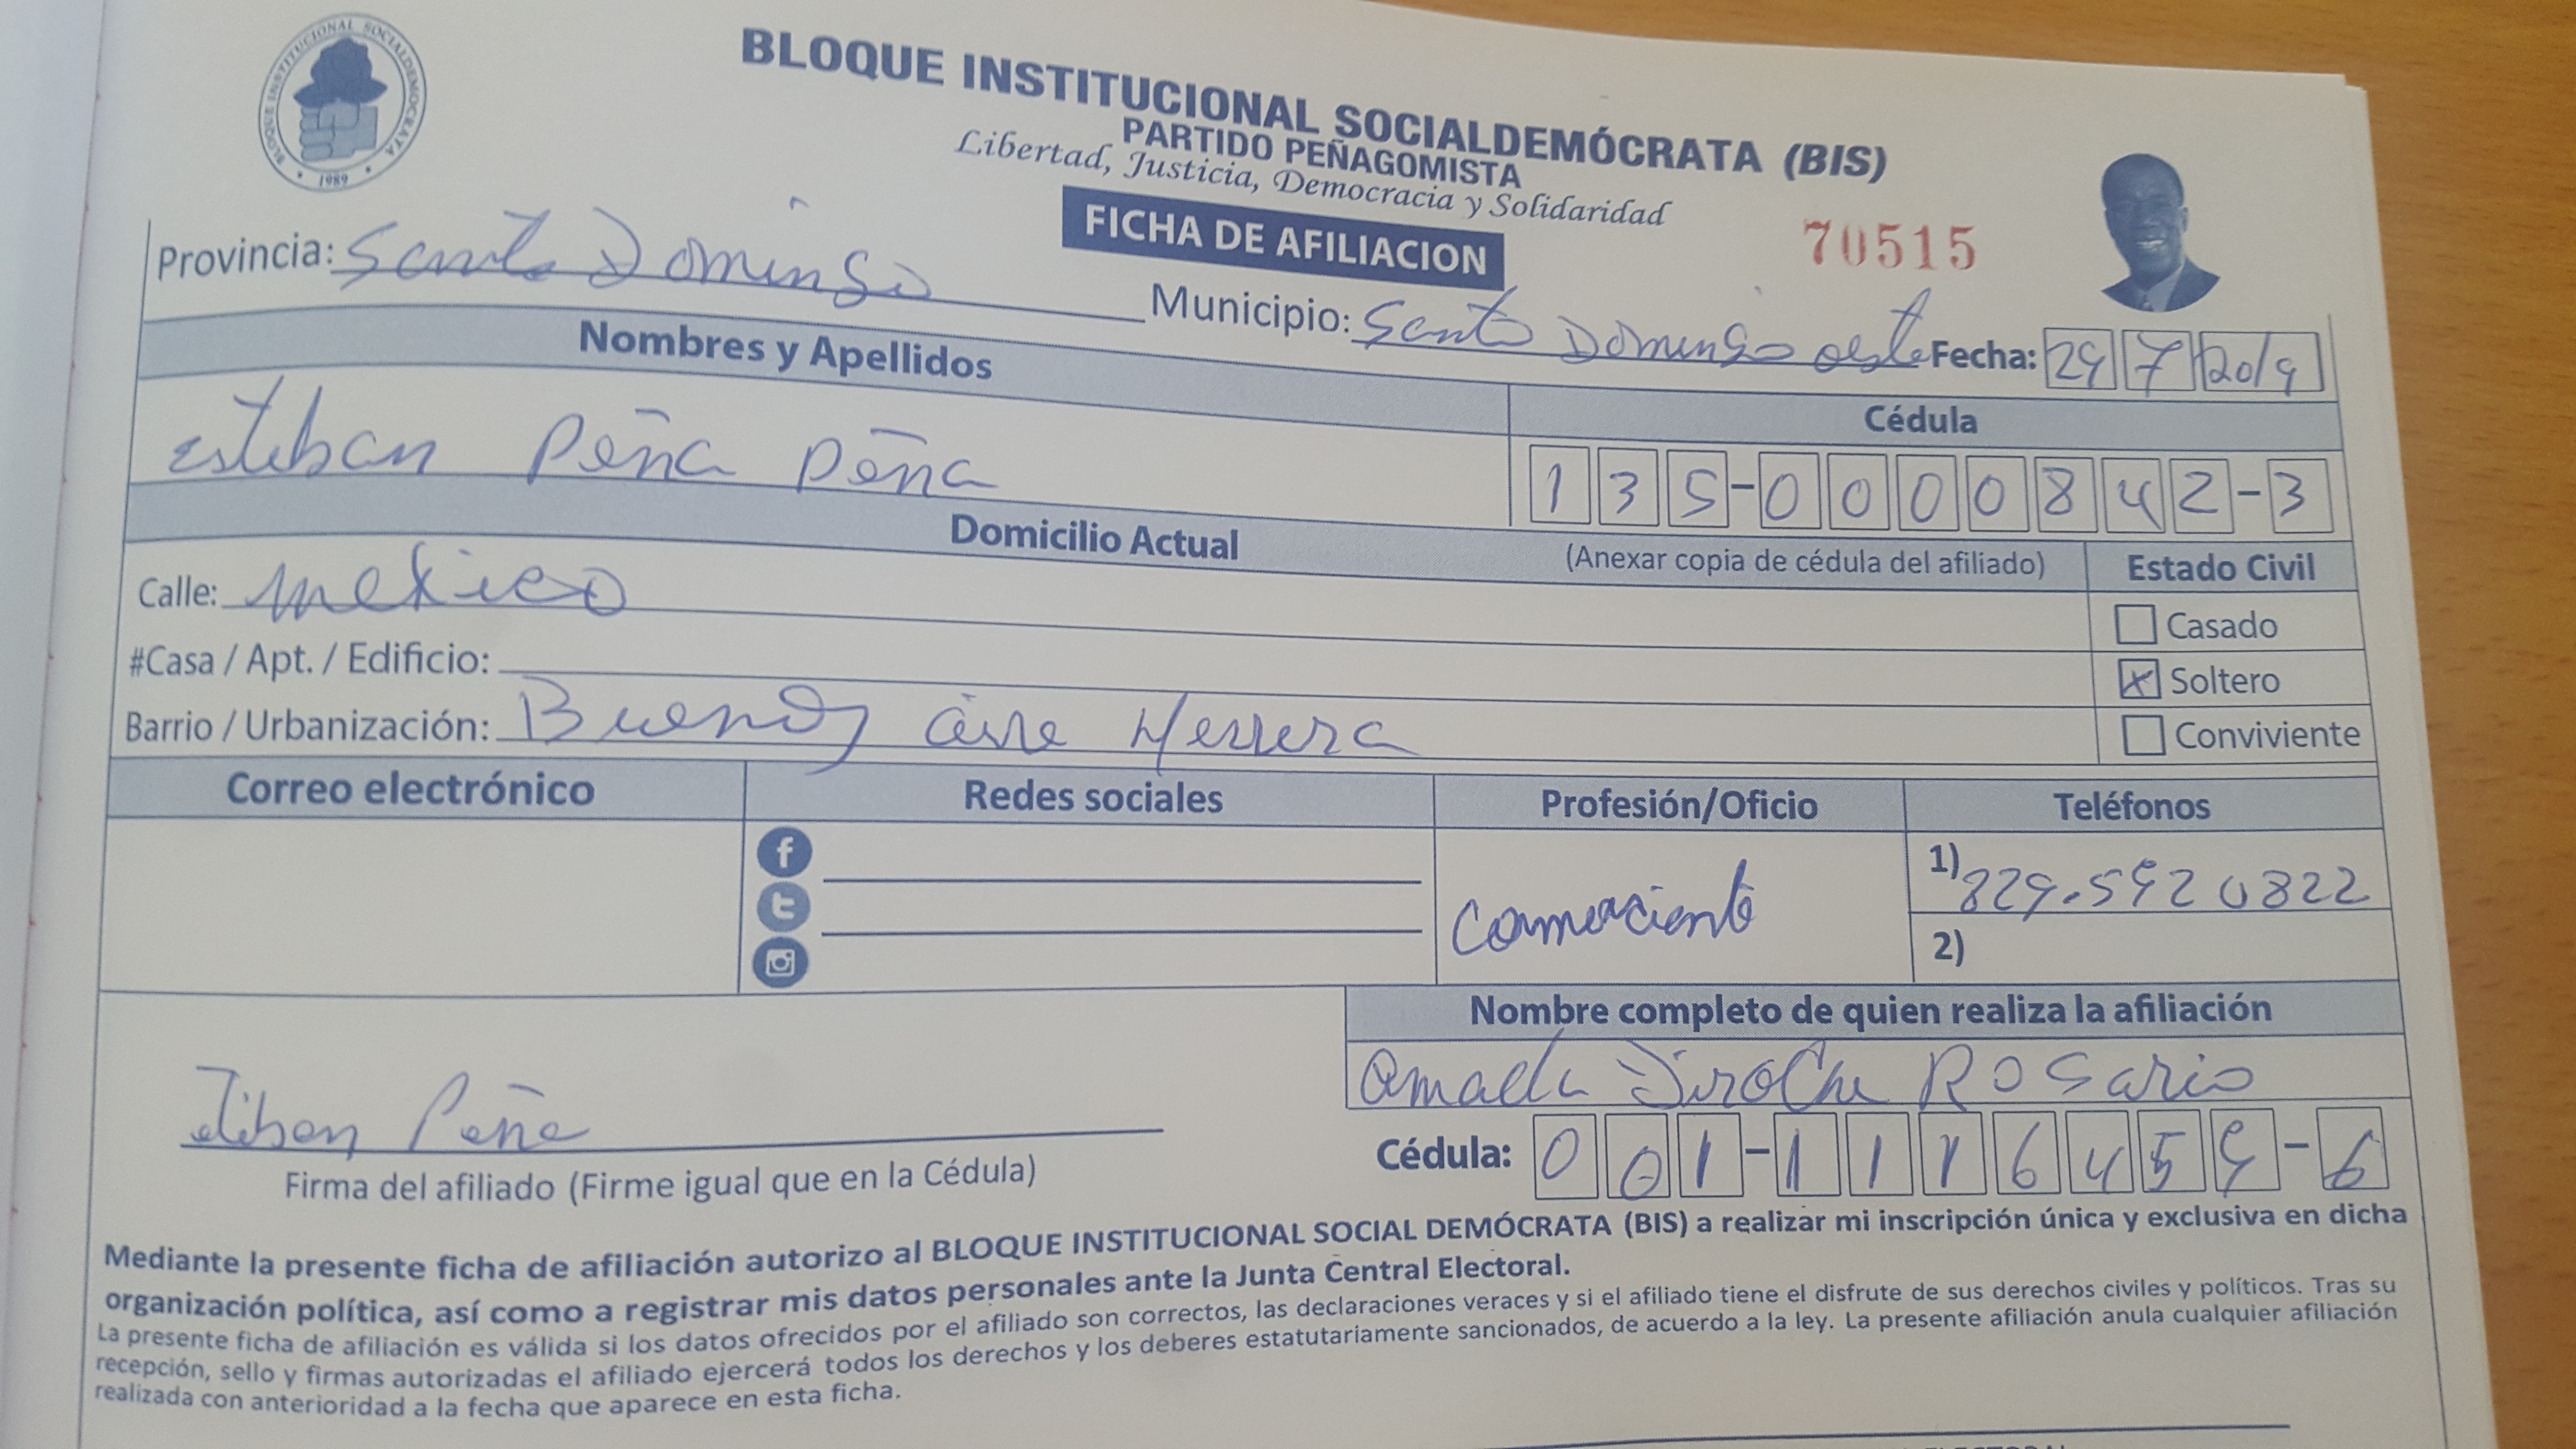 BLOQUE INSTITUCIONAL SOCIALDEMOCRATA
1989
BLOQUE INSTITUCIONAL SOCIALDEMÓCRATA (BIS)
PARTIDO PEÑAGOMISTA
Libertad, Justicia, Democracia y Solidaridad
FICHA DE AFILIACION
70515
Provincia: Santo Domingo
Municipio: Santo Domingo oeste Fecha: 29 7 2019
Nombres y Apellidos
Cédula
esteban Peña Peña
135-0000842-3
Domicilio Actual
(Anexar copia de cédula del afiliado)
Estado Civil
Calle: mexico
Casado
#Casa / Apt. / Edificio:
X Soltero
Barrio / Urbanización: Buenos aire Herrera
Conviviente
Correo electrónico
Redes sociales
Profesión/Oficio
Teléfonos
1) 829.592 0822
Comerciante
2)
Nombre completo de quien realiza la afiliación
Rosario
Peña
Cédula: 001-1116459-6
Firma del afiliado (Firme igual que en la Cédula)
Mediante la presente ficha de afiliación autorizo al BLOQUE INSTITUCIONAL SOCIAL DEMÓCRATA (BIS) a realizar mi inscripción única y exclusiva en dicha
organización política, así como a registrar mis datos personales ante la Junta Central Electoral.
La presente ficha de afiliación es válida si los datos ofrecidos por el afiliado son correctos, las declaraciones veraces y si el afiliado tiene el disfrute de sus derechos civiles y políticos. Tras su
recepción, sello y firmas autorizadas el afiliado ejercerá todos los derechos y los deberes estatutariamente sancionados, de acuerdo a la ley. La presente afiliación anula cualquier afiliación
realizada con anterioridad a la fecha que aparece en esta ficha.